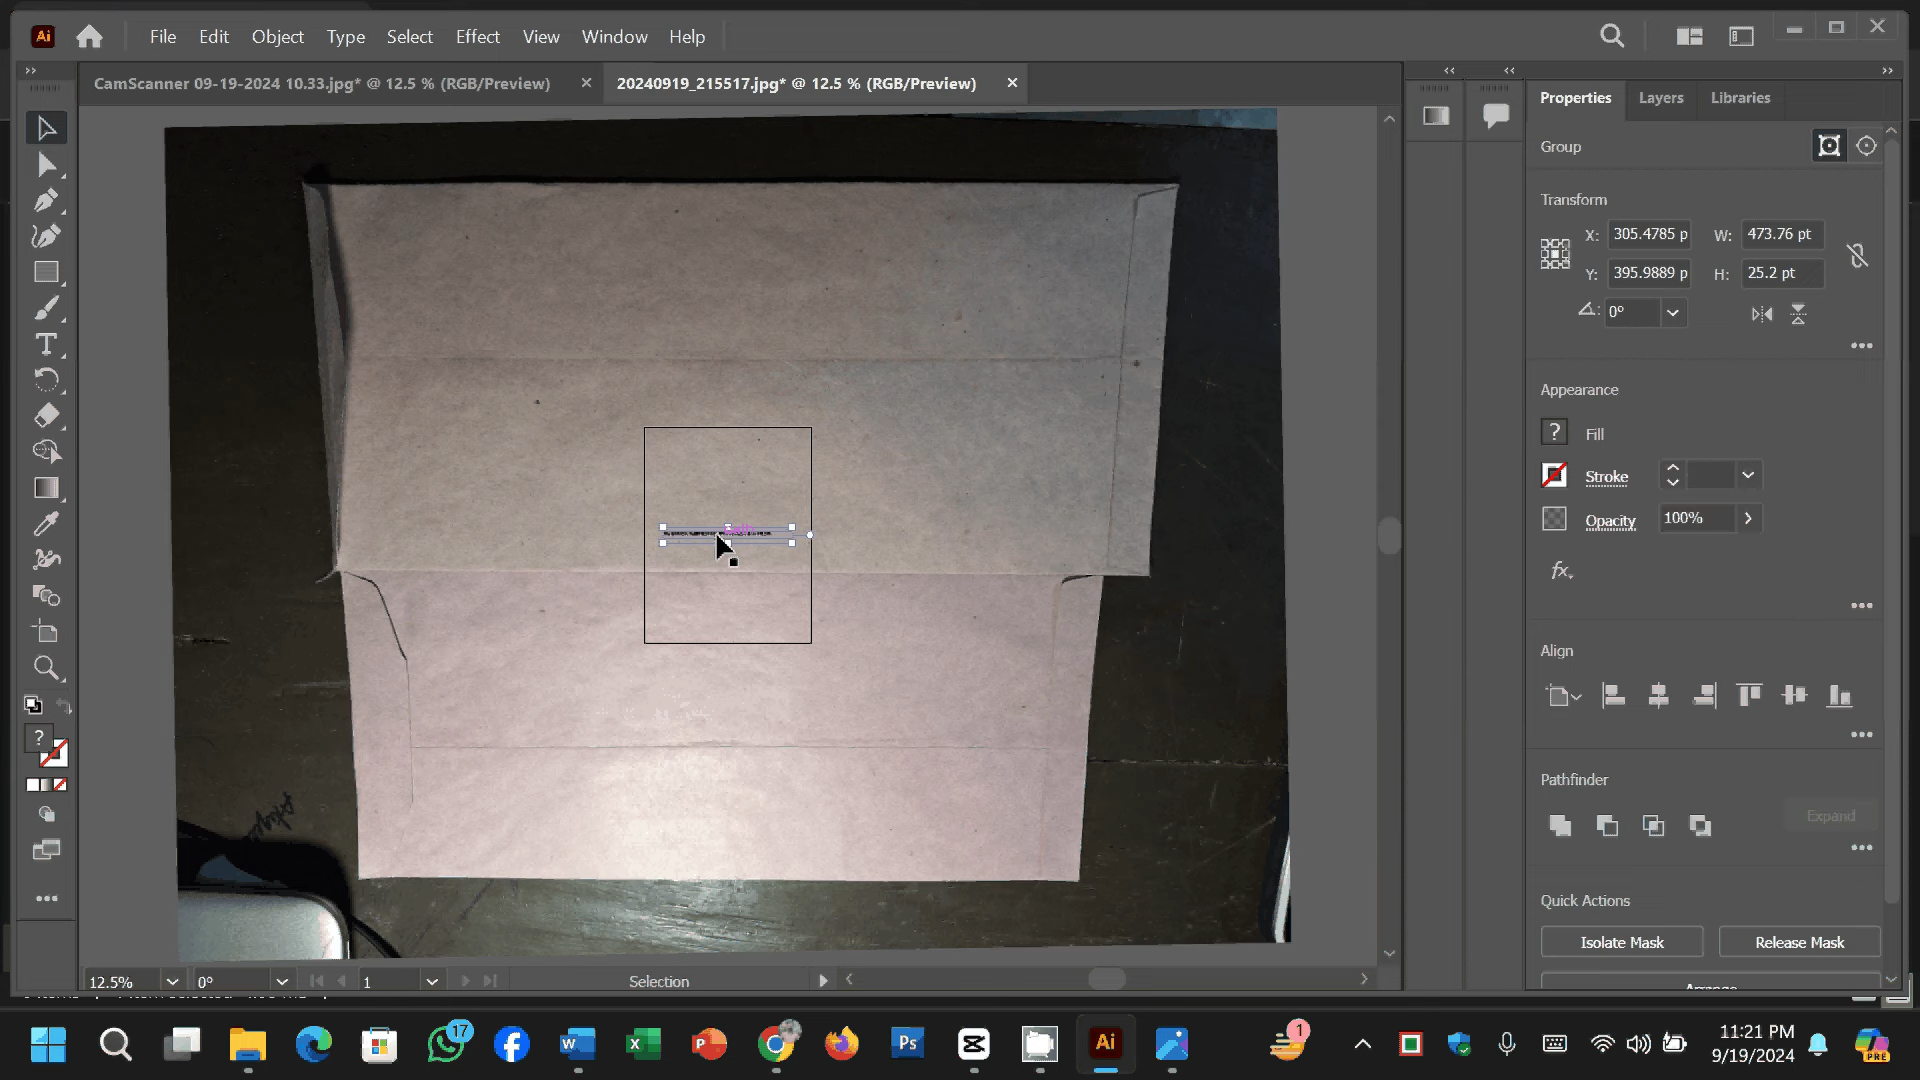 File Edit Object Type Select Effect View Window Help
CamScanner 09-19-2024 10.33.jpg* @ 12.5 % (RGB/Preview)
20240919_215517.jpg* @ 12.5 % (RGB/Preview)
Properties Layers Libraries
Group
Transform
X: 305.4785 p W: 473.76 pt
Y: 395.9889 p H: 25.2 pt
0°
Appearance
? Fill
Stroke
Opacity 100%
fx
Align
Pathfinder
Expand
Quick Actions
Isolate Mask Release Mask
12.5% 0° 1 Selection
17
1
PRE
11:21 PM
9/19/2024